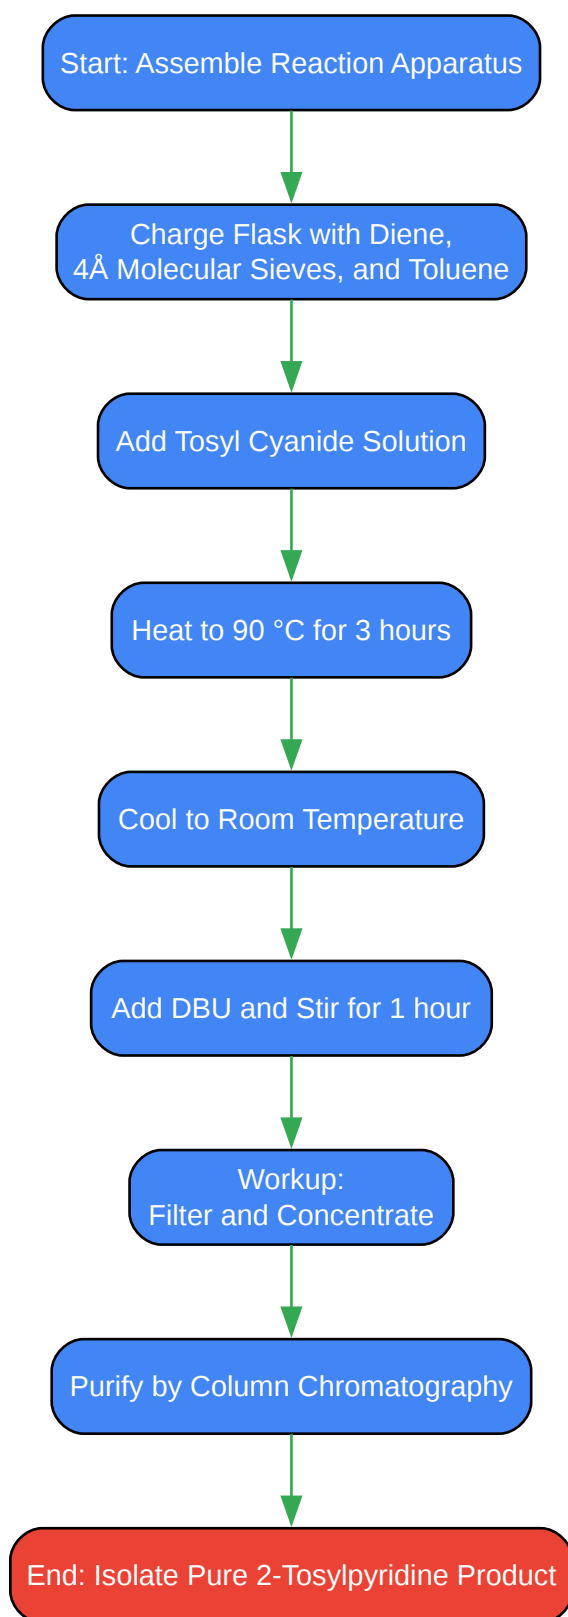 Start: Assemble Reaction Apparatus
Charge Flask with Diene,
4Å Molecular Sieves, and Toluene
Add Tosyl Cyanide Solution
Heat to 90 °C for 3 hours
Cool to Room Temperature
Add DBU and Stir for 1 hour
Workup:
Filter and Concentrate
Purify by Column Chromatography
End: Isolate Pure 2-Tosylpyridine Product